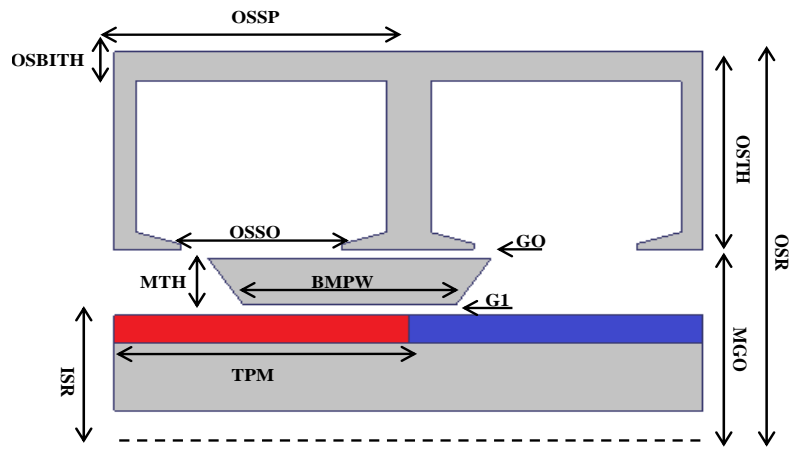 OSSP
OSBITH
OSTH
OSR
OSSO
GO
MTH
BMPW
G1
MGO
ISR
TPM